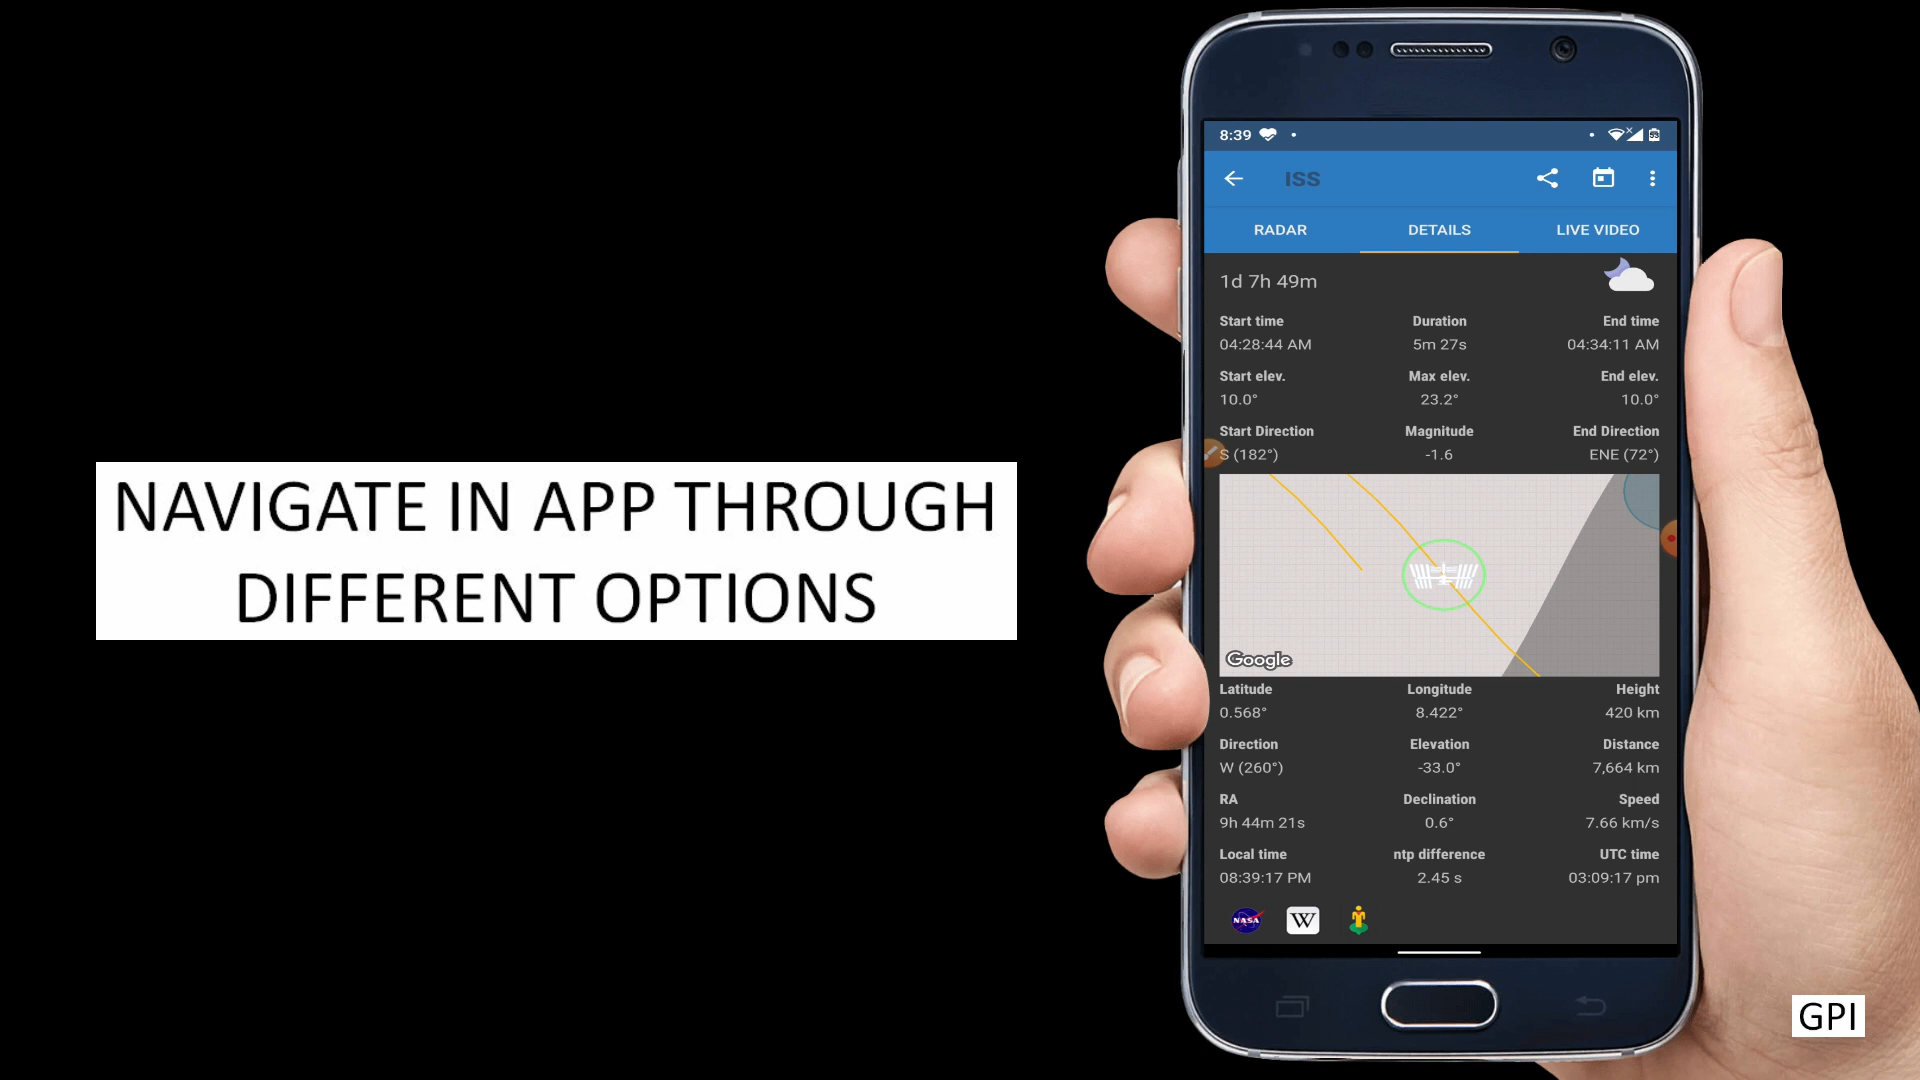 NAVIGATE IN APP THROUGH
DIFFERENT OPTIONS
8:39
ISS
RADAR DETAILS LIVE VIDEO
1d 7h 49m
Start time Duration End time
04:28:44 AM 5m 27s 04:34:11 AM
Start elev. Max elev. End elev.
10.0° 23.2° 10.0°
Start Direction Magnitude End Direction
S (182°) -1.6 ENE (72°)
Google
Latitude Longitude Height
0.568° 8.422° 420 km
Direction Elevation Distance
W (260°) -33.0° 7,664 km
RA Declination Speed
9h 44m 21s 0.6° 7.66 km/s
Local time ntp difference UTC time
08:39:17 PM 2.45 s 03:09:17 pm
NASA W
GPI